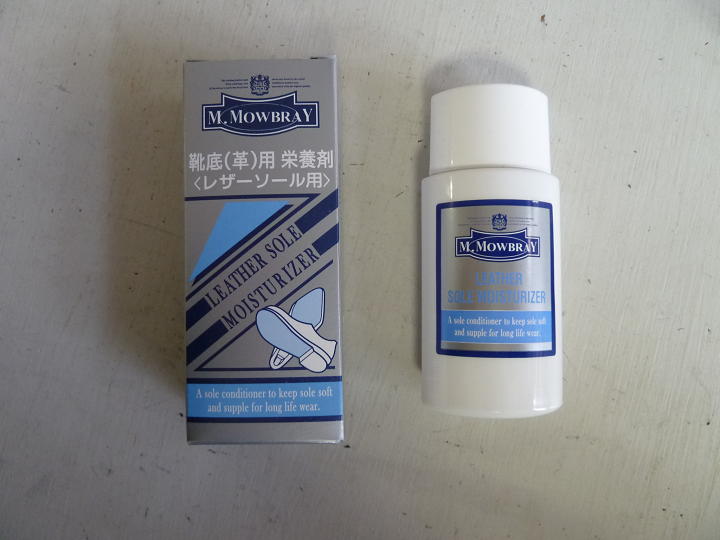 M. MOWBRAY
靴底(革)用 栄養剤
〈レザーソール用〉
LEATHER SOLE
MOISTURIZER
A sole conditioner to keep sole soft
and supple for long life wear.
M. MOWBRAY
LEATHER
SOLE MOISTURIZER
A sole conditioner to keep sole soft
and supple for long life wear.